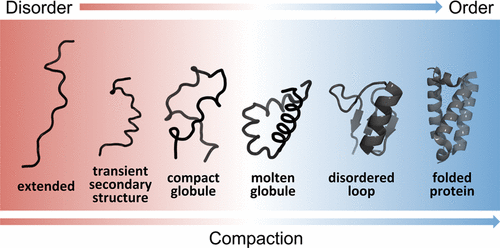 Disorder
Order
extended
transient
secondary
structure
compact
globule
molten
globule
disordered
loop
folded
protein
Compaction